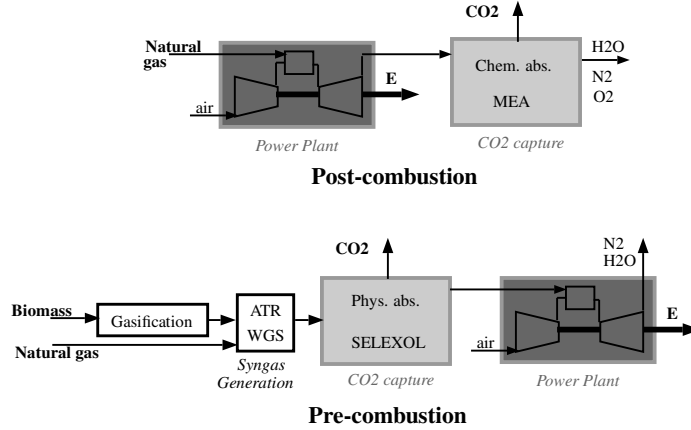 CO2
Natural
gas
H2O
Chem. abs.
E
N2
MEA
O2
air
Power Plant
CO2 capture
Post-combustion
N2
CO2
H2O
Biomass
Gasification
ATR
Phys. abs.
E
WGS
SELEXOL
air
Natural gas
Syngas
Generation
CO2 capture
Power Plant
Pre-combustion